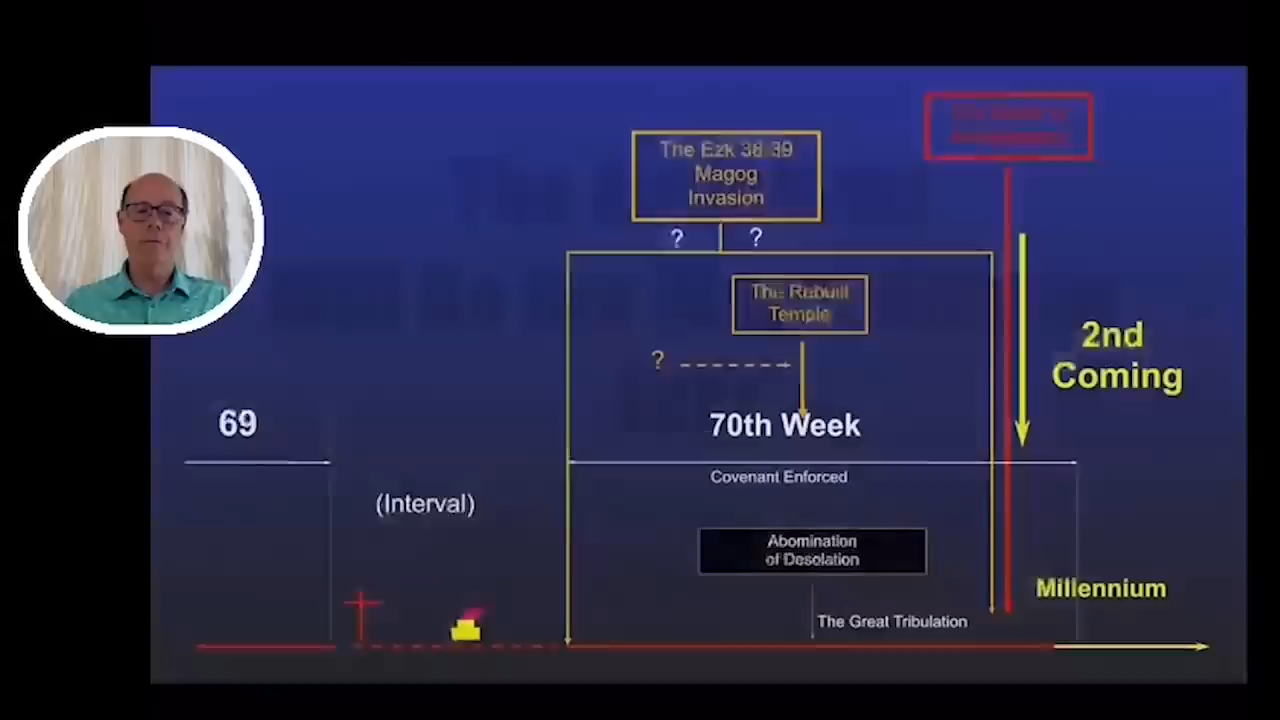 The Ezk 38-39
Magog
Invasion
? ?
The Rebuilt
Temple
?
2nd
Coming
69
70th Week
Covenant Enforced
(Interval)
Abomination
of Desolation
Millennium
The Great Tribulation